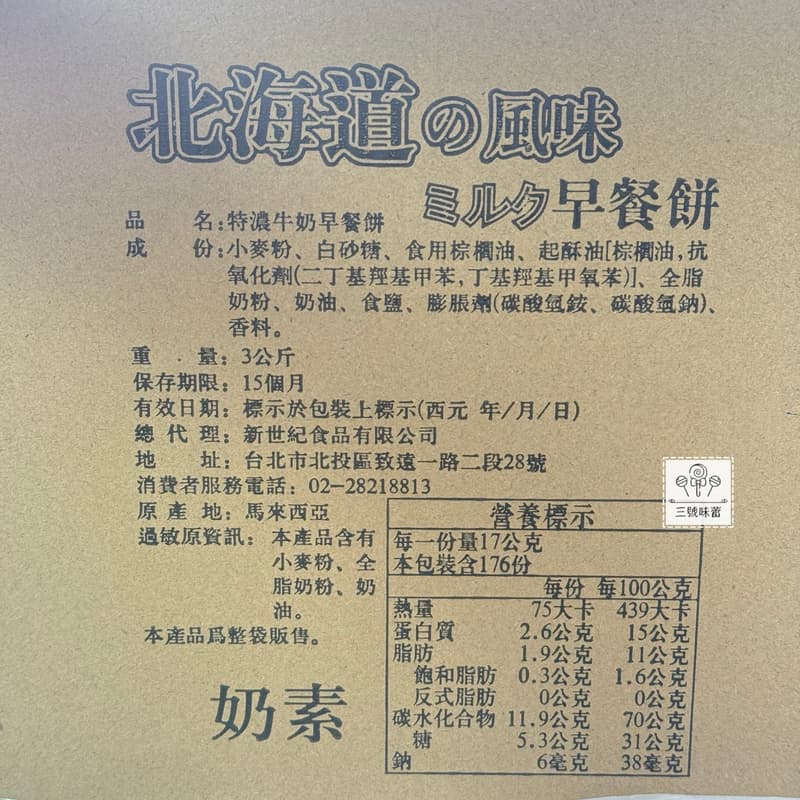 北海道の風味
ミルク早餐餅
品　　名：特濃牛奶早餐餅
成　　份：小麥粉、白砂糖、食用棕櫚油、起酥油[棕櫚油,抗
氧化劑(二丁基羥基甲苯,丁基羥基甲氧苯)]、全脂
奶粉、奶油、食鹽、膨脹劑(碳酸氫銨、碳酸氫鈉)、
香料。
重　．量：3公斤
保存期限：15個月
有效日期：標示於包裝上標示(西元 年/月/日)
總 代 理：新世紀食品有限公司
地　　址：台北市北投區致遠一路二段28號
消費者服務電話：02-28218813
原 產 地：馬來西亞
過敏原資訊：本產品含有
小麥粉、全
脂奶粉、奶
油。
本產品爲整袋販售。
奶素
三號味蕾
營養標示
每一份量17公克
本包裝含176份
每份 每100公克
熱量 75大卡 439大卡
蛋白質 2.6公克 15公克
脂肪 1.9公克 11公克
飽和脂肪 0.3公克 1.6公克
反式脂肪 0公克 0公克
碳水化合物 11.9公克 70公克
糖 5.3公克 31公克
鈉 6毫克 38毫克